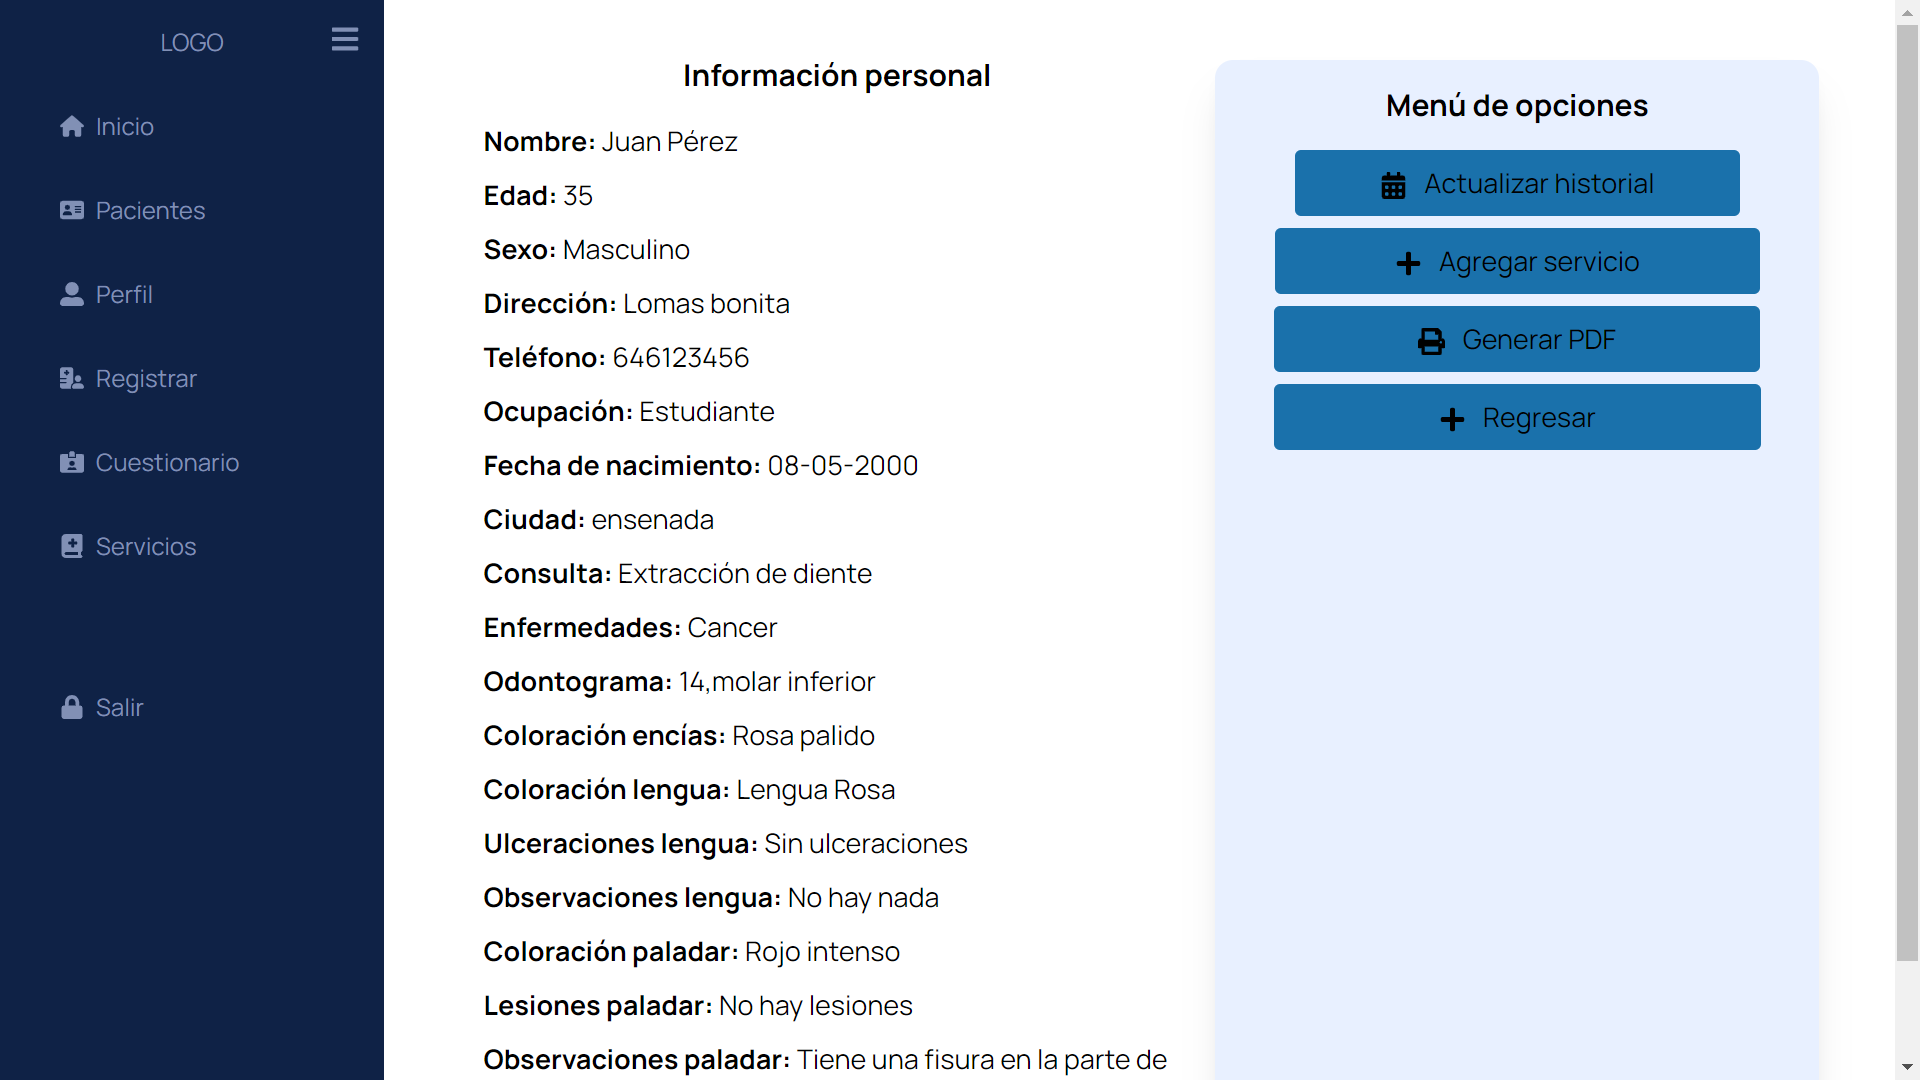 LOGO
Inicio
Pacientes
Perfil
Registrar
Cuestionario
Servicios
Salir
Información personal
Nombre: Juan Pérez
Edad: 35
Sexo: Masculino
Dirección: Lomas bonita
Teléfono: 646123456
Ocupación: Estudiante
Fecha de nacimiento: 08-05-2000
Ciudad: ensenada
Consulta: Extracción de diente
Enfermedades: Cancer
Odontograma: 14,molar inferior
Coloración encías: Rosa palido
Coloración lengua: Lengua Rosa
Ulceraciones lengua: Sin ulceraciones
Observaciones lengua: No hay nada
Coloración paladar: Rojo intenso
Lesiones paladar: No hay lesiones
Observaciones paladar: Tiene una fisura en la parte de
Menú de opciones
Actualizar historial
Agregar servicio
Generar PDF
Regresar